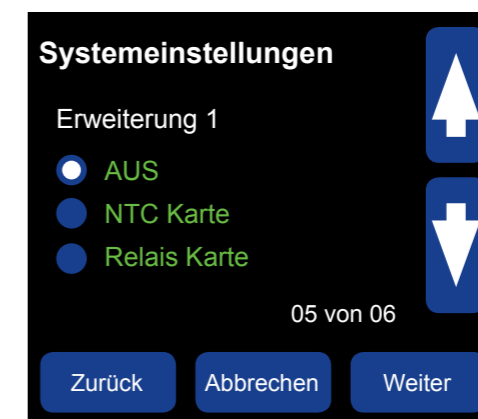 Systemeinstellungen
Erweiterung 1
AUS
NTC Karte
Relais Karte
05 von 06
Zurück
Abbrechen
Weiter